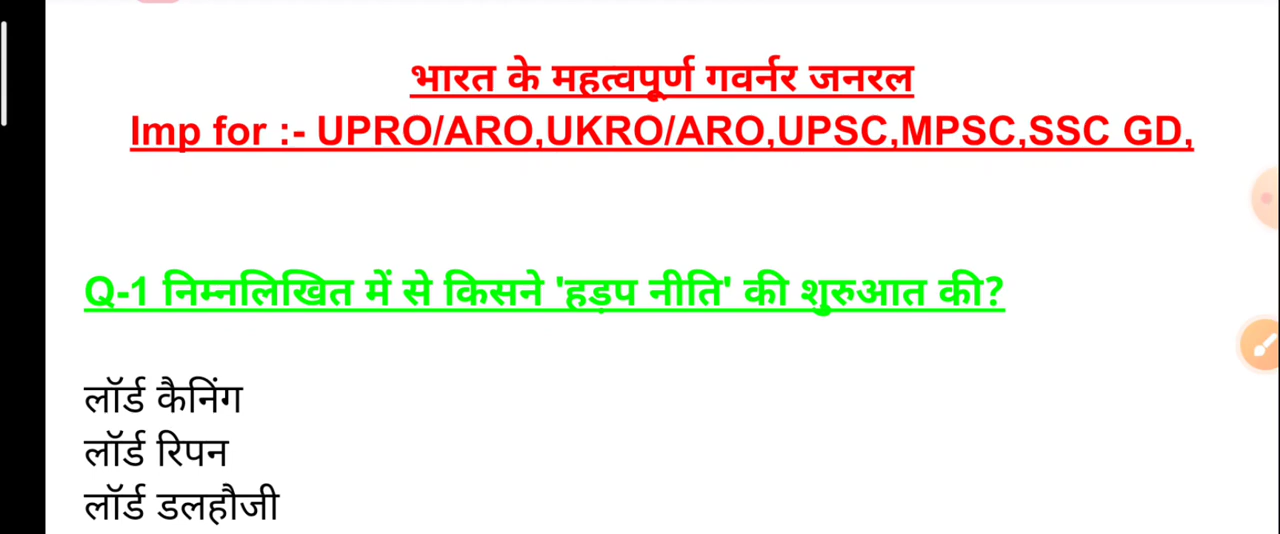 भारत के महत्वपूर्ण गवर्नर जनरल
Imp for :- UPRO/ARO,UKRO/ARO,UPSC,MPSC,SSC GD,
Q-1 निम्नलिखित में से किसने 'हड़प नीति' की शुरुआत की?
लॉर्ड कैनिंग
लॉर्ड रिपन
लॉर्ड डलहौजी